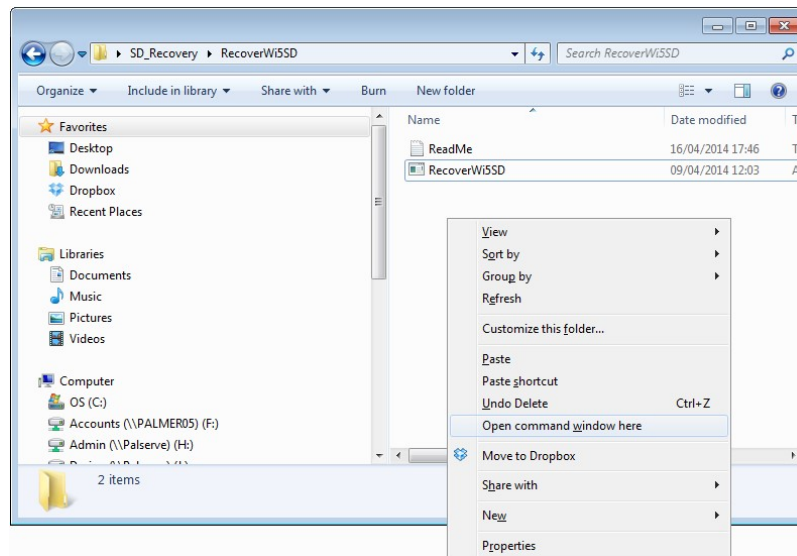 SD_Recovery RecoverWi5SD
Search RecoverWi5SD
Organize Include in library Share with Burn New folder
Name Date modified
Favorites
Desktop
Downloads
Dropbox
Recent Places
Libraries
Documents
Music
Pictures
Videos
Computer
OS (C:)
Accounts (\\PALMER05) (F:)
Admin (\\Palserve) (H:)
ReadMe 16/04/2014 17:46
RecoverWi5SD 09/04/2014 12:03
View
Sort by
Group by
Refresh
Customize this folder...
Paste
Paste shortcut
Undo Delete Ctrl+Z
Open command window here
Move to Dropbox
Share with
New
Properties
2 items